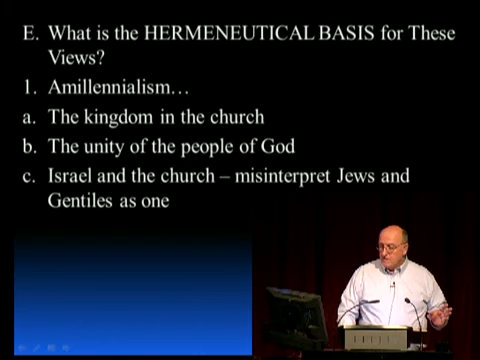 E. What is the HERMENEUTICAL BASIS for These
Views?
1. Amillennialism…
a. The kingdom in the church
b. The unity of the people of God
c. Israel and the church – misinterpret Jews and
Gentiles as one